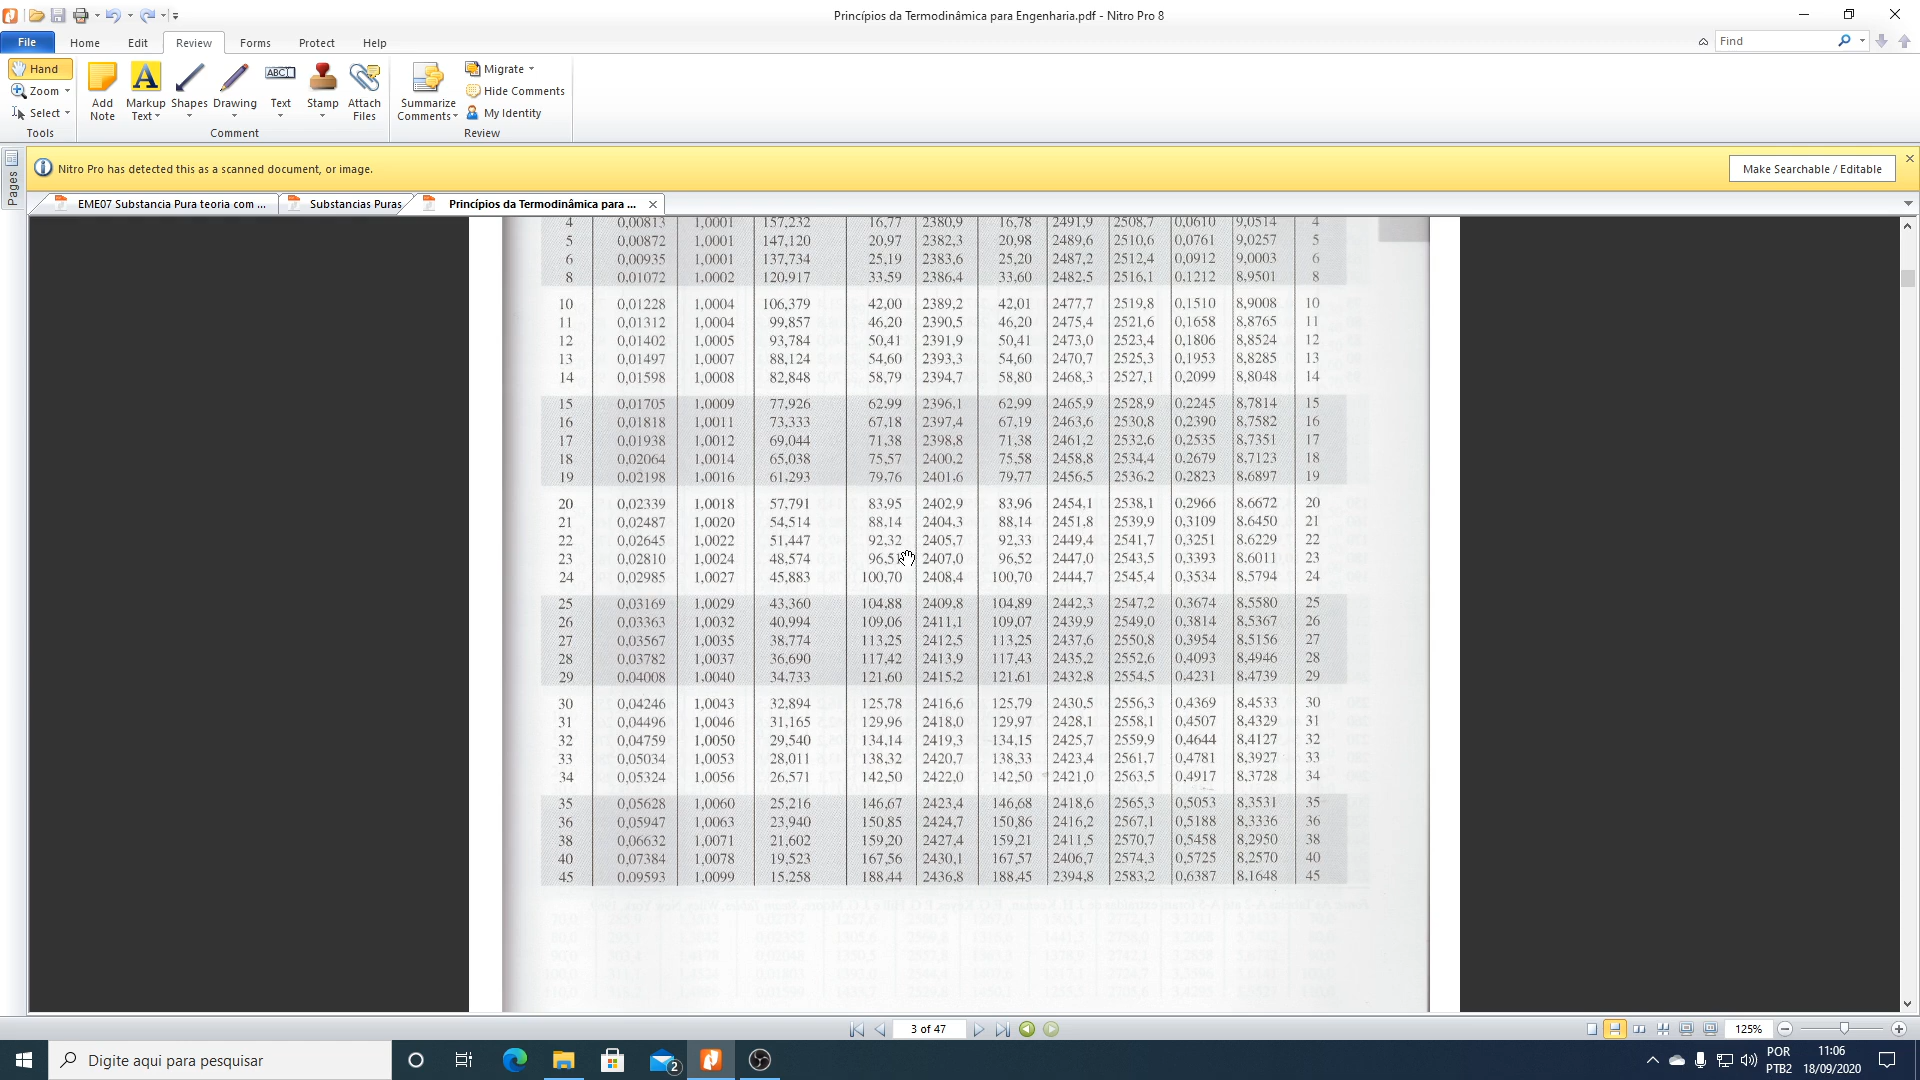 Princípios da Termodinâmica para Engenharia.pdf - Nitro Pro 8
File Home Edit Review Forms Protect Help Find
Hand
Zoom
Select
Tools
Add Note
Markup Text
Shapes
Drawing
Text
Stamp
Attach Files
Comment
Summarize Comments
Migrate
Hide Comments
My Identity
Review
Pages
Nitro Pro has detected this as a scanned document, or image.
Make Searchable / Editable
EME07 Substancia Pura teoria com ... Substancias Puras Princípios da Termodinâmica para ...
4 0,00813 1,0001 157,232 16,77 2380,9 16,78 2491,9 2508,7 0,0610 9,0514 4
5 0,00872 1,0001 147,120 20,97 2382,3 20,98 2489,6 2510,6 0,0761 9,0257 5
6 0,00935 1,0001 137,734 25,19 2383,6 25,20 2487,2 2512,4 0,0912 9,0003 6
8 0,01072 1,0002 120,917 33,59 2386,4 33,60 2482,5 2516,1 0,1212 8,9501 8
10 0,01228 1,0004 106,379 42,00 2389,2 42,01 2477,7 2519,8 0,1510 8,9008 10
11 0,01312 1,0004 99,857 46,20 2390,5 46,20 2475,4 2521,6 0,1658 8,8765 11
12 0,01402 1,0005 93,784 50,41 2391,9 50,41 2473,0 2523,4 0,1806 8,8524 12
13 0,01497 1,0007 88,124 54,60 2393,3 54,60 2470,7 2525,3 0,1953 8,8285 13
14 0,01598 1,0008 82,848 58,79 2394,7 58,80 2468,3 2527,1 0,2099 8,8048 14
15 0,01705 1,0009 77,926 62,99 2396,1 62,99 2465,9 2528,9 0,2245 8,7814 15
16 0,01818 1,0011 73,333 67,18 2397,4 67,19 2463,6 2530,8 0,2390 8,7582 16
17 0,01938 1,0012 69,044 71,38 2398,8 71,38 2461,2 2532,6 0,2535 8,7351 17
18 0,02064 1,0014 65,038 75,57 2400,2 75,58 2458,8 2534,4 0,2679 8,7123 18
19 0,02198 1,0016 61,293 79,76 2401,6 79,77 2456,5 2536,2 0,2823 8,6897 19
20 0,02339 1,0018 57,791 83,95 2402,9 83,96 2454,1 2538,1 0,2966 8,6672 20
21 0,02487 1,0020 54,514 88,14 2404,3 88,14 2451,8 2539,9 0,3109 8,6450 21
22 0,02645 1,0022 51,447 92,32 2405,7 92,33 2449,4 2541,7 0,3251 8,6229 22
23 0,02810 1,0024 48,574 2407,0 96,52 2447,0 2543,5 0,3393 8,6011 23
24 0,02985 1,0027 45,883 100,70 2408,4 100,70 2444,7 2545,4 0,3534 8,5794 24
25 0,03169 1,0029 43,360 104,88 2409,8 104,89 2442,3 2547,2 0,3674 8,5580 25
26 0,03363 1,0032 40,994 109,06 2411,1 109,07 2439,9 2549,0 0,3814 8,5367 26
27 0,03567 1,0035 38,774 113,25 2412,5 113,25 2437,6 2550,8 0,3954 8,5156 27
28 0,03782 1,0037 36,690 117,42 2413,9 117,43 2435,2 2552,6 0,4093 8,4946 28
29 0,04008 1,0040 34,733 121,60 2415,2 121,61 2432,8 2554,5 0,4231 8,4739 29
30 0,04246 1,0043 32,894 125,78 2416,6 125,79 2430,5 2556,3 0,4369 8,4533 30
31 0,04496 1,0046 31,165 129,96 2418,0 129,97 2428,1 2558,1 0,4507 8,4329 31
32 0,04759 1,0050 29,540 134,14 2419,3 134,15 2425,7 2559,9 0,4644 8,4127 32
33 0,05034 1,0053 28,011 138,32 2420,7 138,33 2423,4 2561,7 0,4781 8,3927 33
34 0,05324 1,0056 26,571 142,50 2422,0 142,50 2421,0 2563,5 0,4917 8,3728 34
35 0,05628 1,0060 25,216 146,67 2423,4 146,68 2418,6 2565,3 0,5053 8,3531 35
36 0,05947 1,0063 23,940 150,85 2424,7 150,86 2416,2 2567,1 0,5188 8,3336 36
38 0,06632 1,0071 21,602 159,20 2427,4 159,21 2411,5 2570,7 0,5458 8,2950 38
40 0,07384 1,0078 19,523 167,56 2430,1 167,57 2406,7 2574,3 0,5725 8,2570 40
45 0,09593 1,0099 15,258 188,44 2436,8 188,45 2394,8 2583,2 0,6387 8,1648 45
3 of 47
125%
Digite aqui para pesquisar
2
POR
PTB2
11:06
18/09/2020